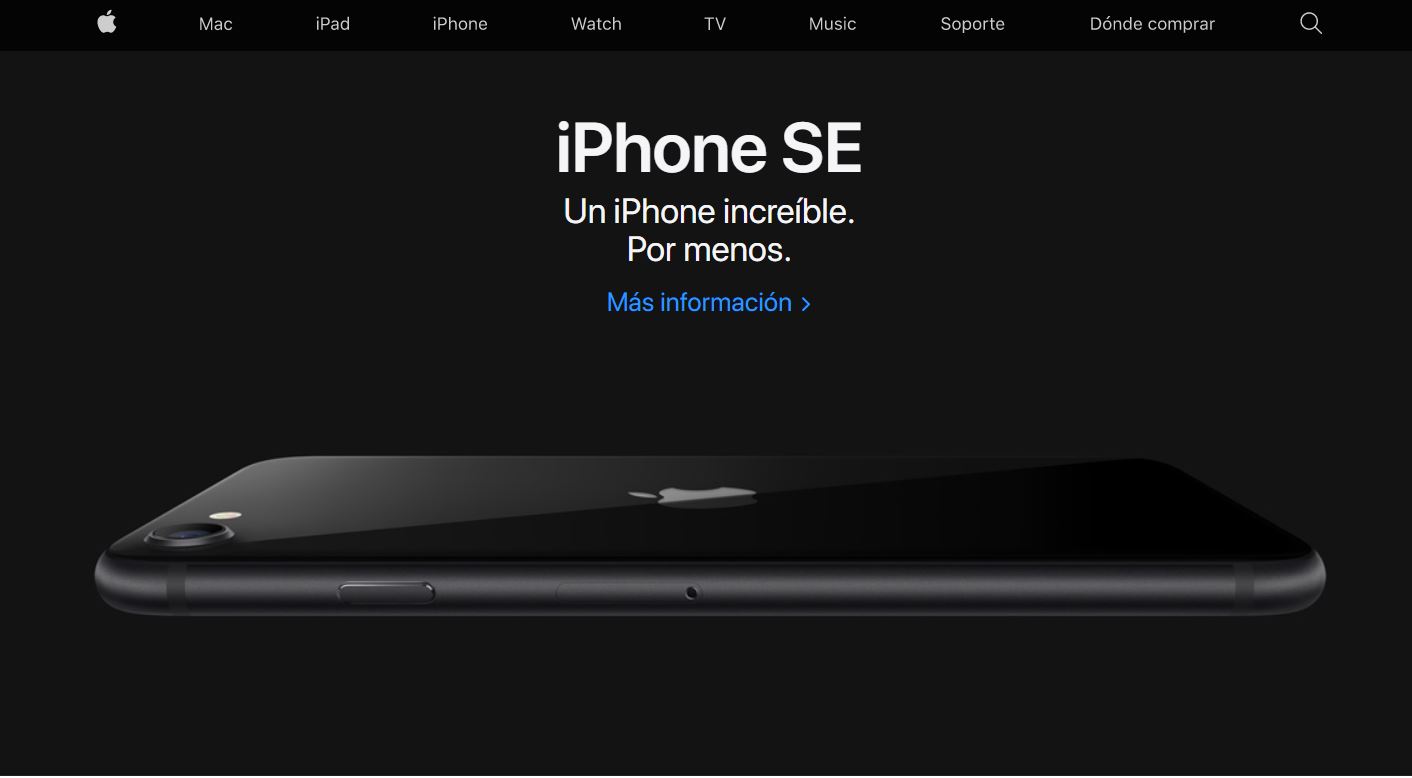 Mac iPad iPhone Watch TV Music Soporte Dónde comprar
iPhone SE
Un iPhone increíble.
Por menos.
Más información >